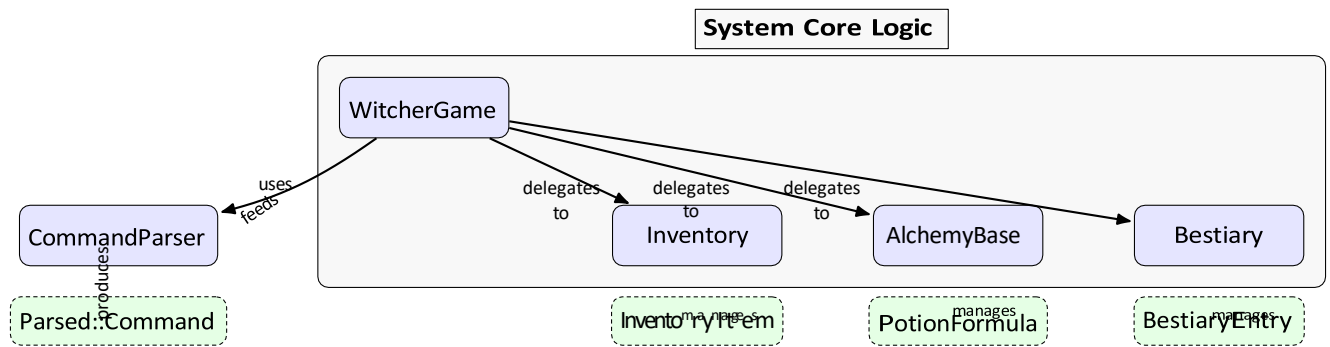 System Core Logic
WitcherGame
uses
feeds
delegates
to
delegates
to
delegates
to
CommandParser
Inventory
AlchemyBase
Bestiary
produces
Parsed::Command
InventoryItem
manages
PotionFormula
manages
BestiaryEntry
manages